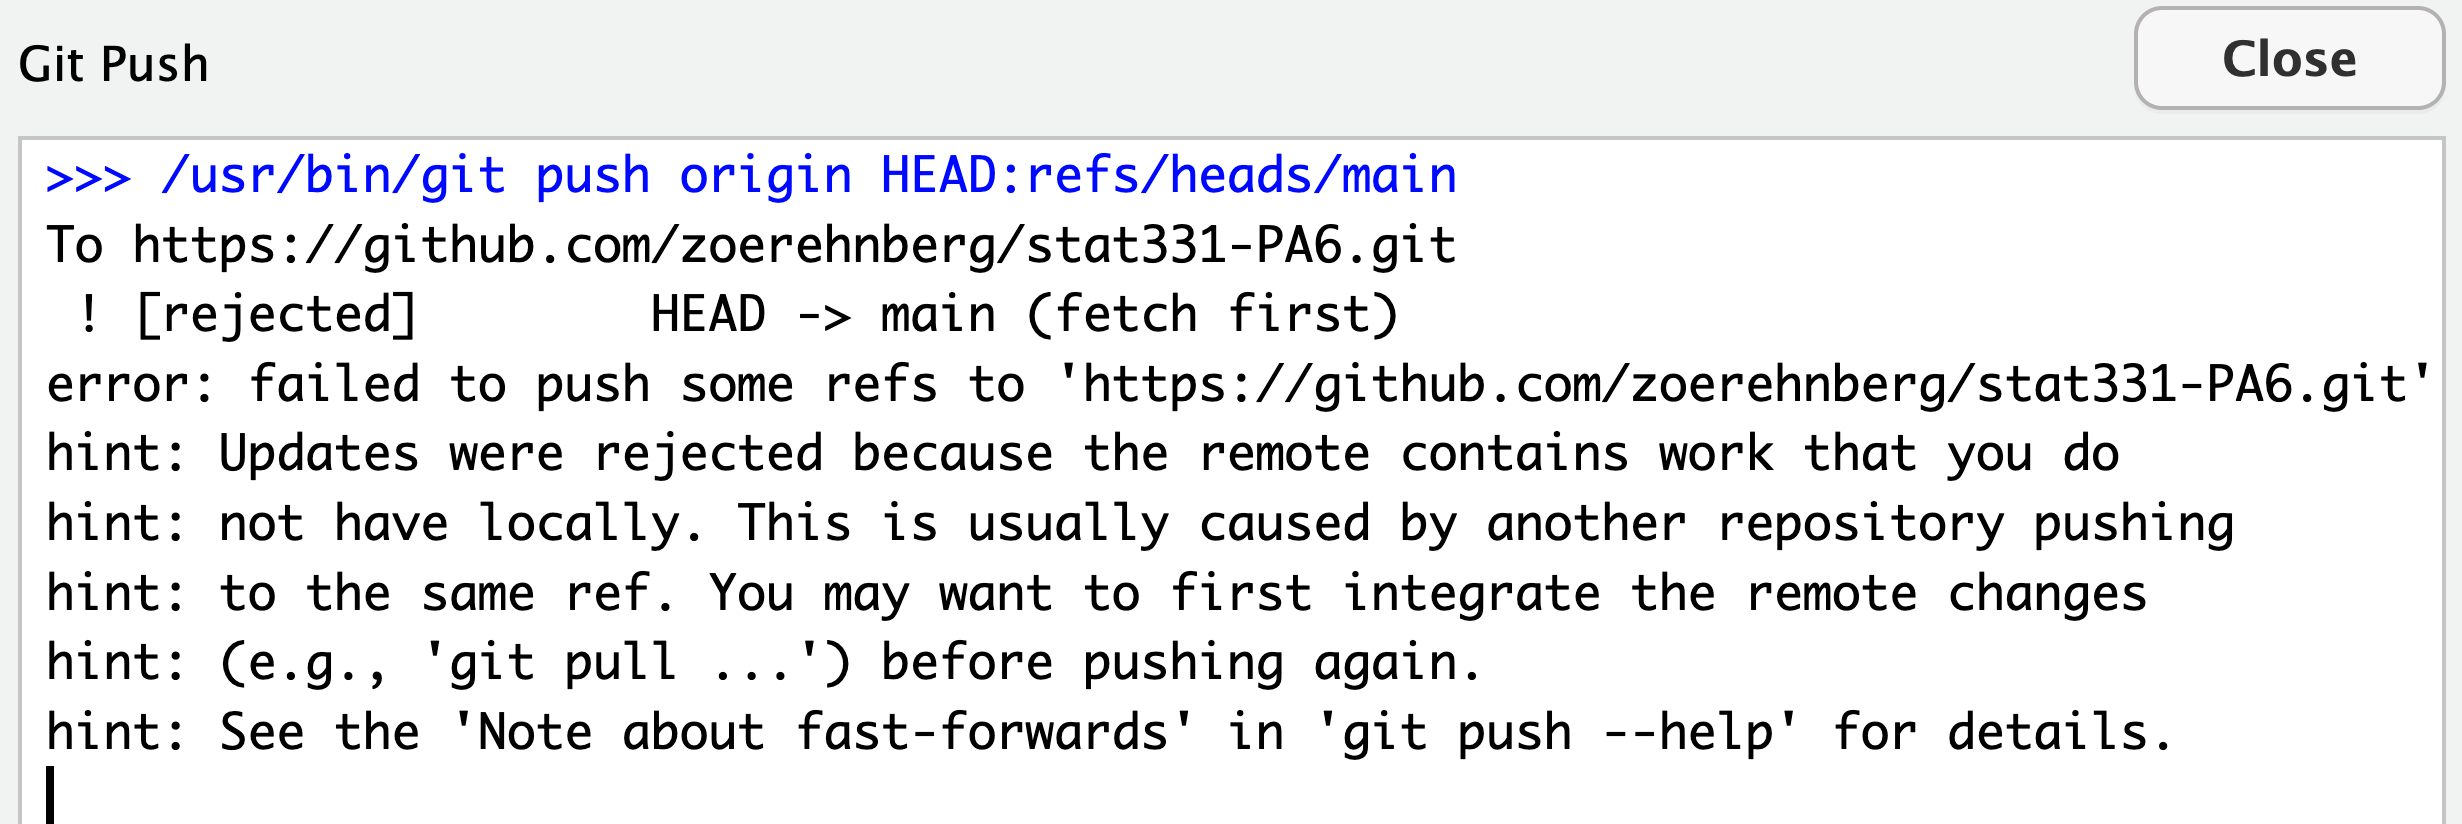 Git Push
Close
>>> /usr/bin/git push origin HEAD:refs/heads/main
To https://github.com/zoerehnberg/stat331-PA6.git
 ! [rejected]        HEAD -> main (fetch first)
error: failed to push some refs to 'https://github.com/zoerehnberg/stat331-PA6.git'
hint: Updates were rejected because the remote contains work that you do
hint: not have locally. This is usually caused by another repository pushing
hint: to the same ref. You may want to first integrate the remote changes
hint: (e.g., 'git pull ...') before pushing again.
hint: See the 'Note about fast-forwards' in 'git push --help' for details.